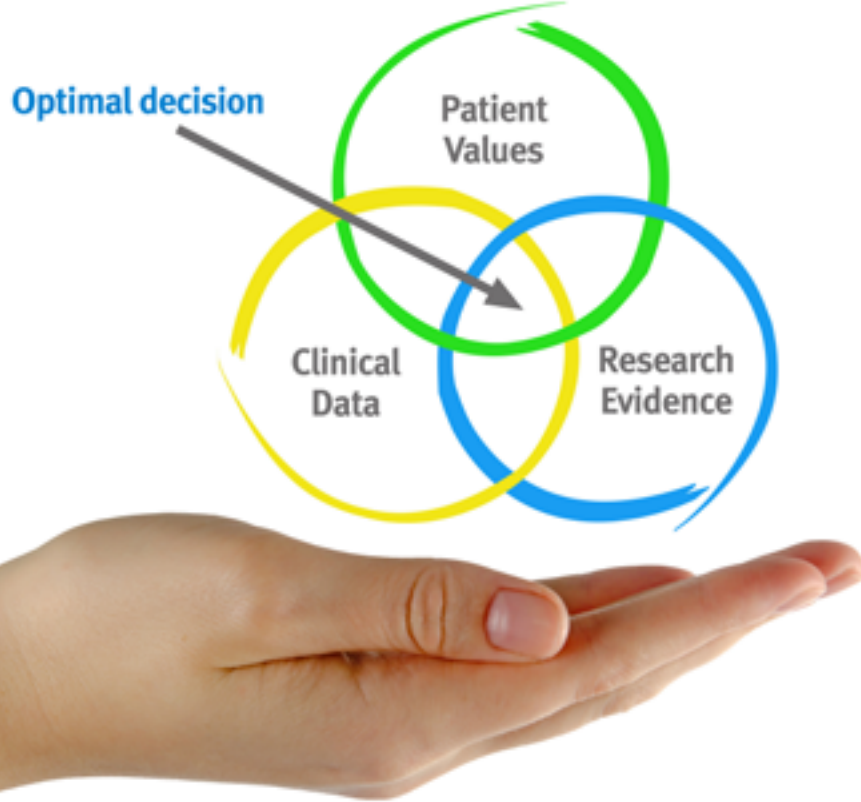 Optimal decision
Patient
Values
Clinical
Data
Research
Evidence